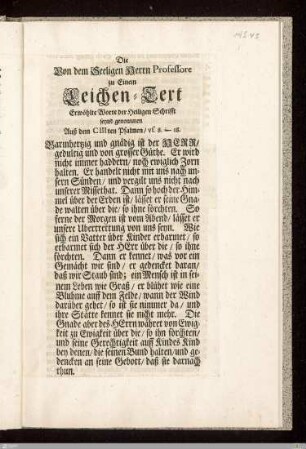 Die
Von dem Seeligen Herrn Professore
zu Einem
Leichen-Text
Erwöhlte Worte der Heiligen Schrifft
seynd genommen
Auß dem CIII ten Psalmen/ vs. 8. — 18.
Barmhertzig und gnädig ist der HERR/
gedultig und von grosser Güthe. Er wird
nicht immer haddern/ noch ewiglich Zorn
halten. Er handelt nicht mit uns nach un-
sern Sünden/ und vergilt uns nicht nach
unserer Missethat. Dann so hoch der Him-
mel über der Erden ist/ lässet er seine Gna-
de walten über die/ so ihne förchten. So
ferne der Morgen ist vom Abend/ lässet er
unsere Ubertrettung von uns seyn. Wie
sich ein Vatter über Kinder erbarmet/ so
erbarmet sich der HErr über die/ so ihne
förchten. Dann er kennet/ was vor ein
Gemächt wir sind/ er gedencket daran/
daß wir Staub sind; ein Mensch ist in sei-
nem Leben wie Graß/ er blühet wie eine
Bluhme auff dem Felde/ wann der Wind
darüber gehet/ so ist sie nimmer da/ und
ihre Stätte kennet sie nicht mehr. Die
Gnade aber des HErrn währet von Ewig-
keit zu Ewigkeit über die/ so ihn förchten/
und seine Gerechtigkeit auff Kindes Kind
bey denen/ die seinen Bund halten/ und ge-
dencken an seine Gebott/ daß sie darnach
thun.